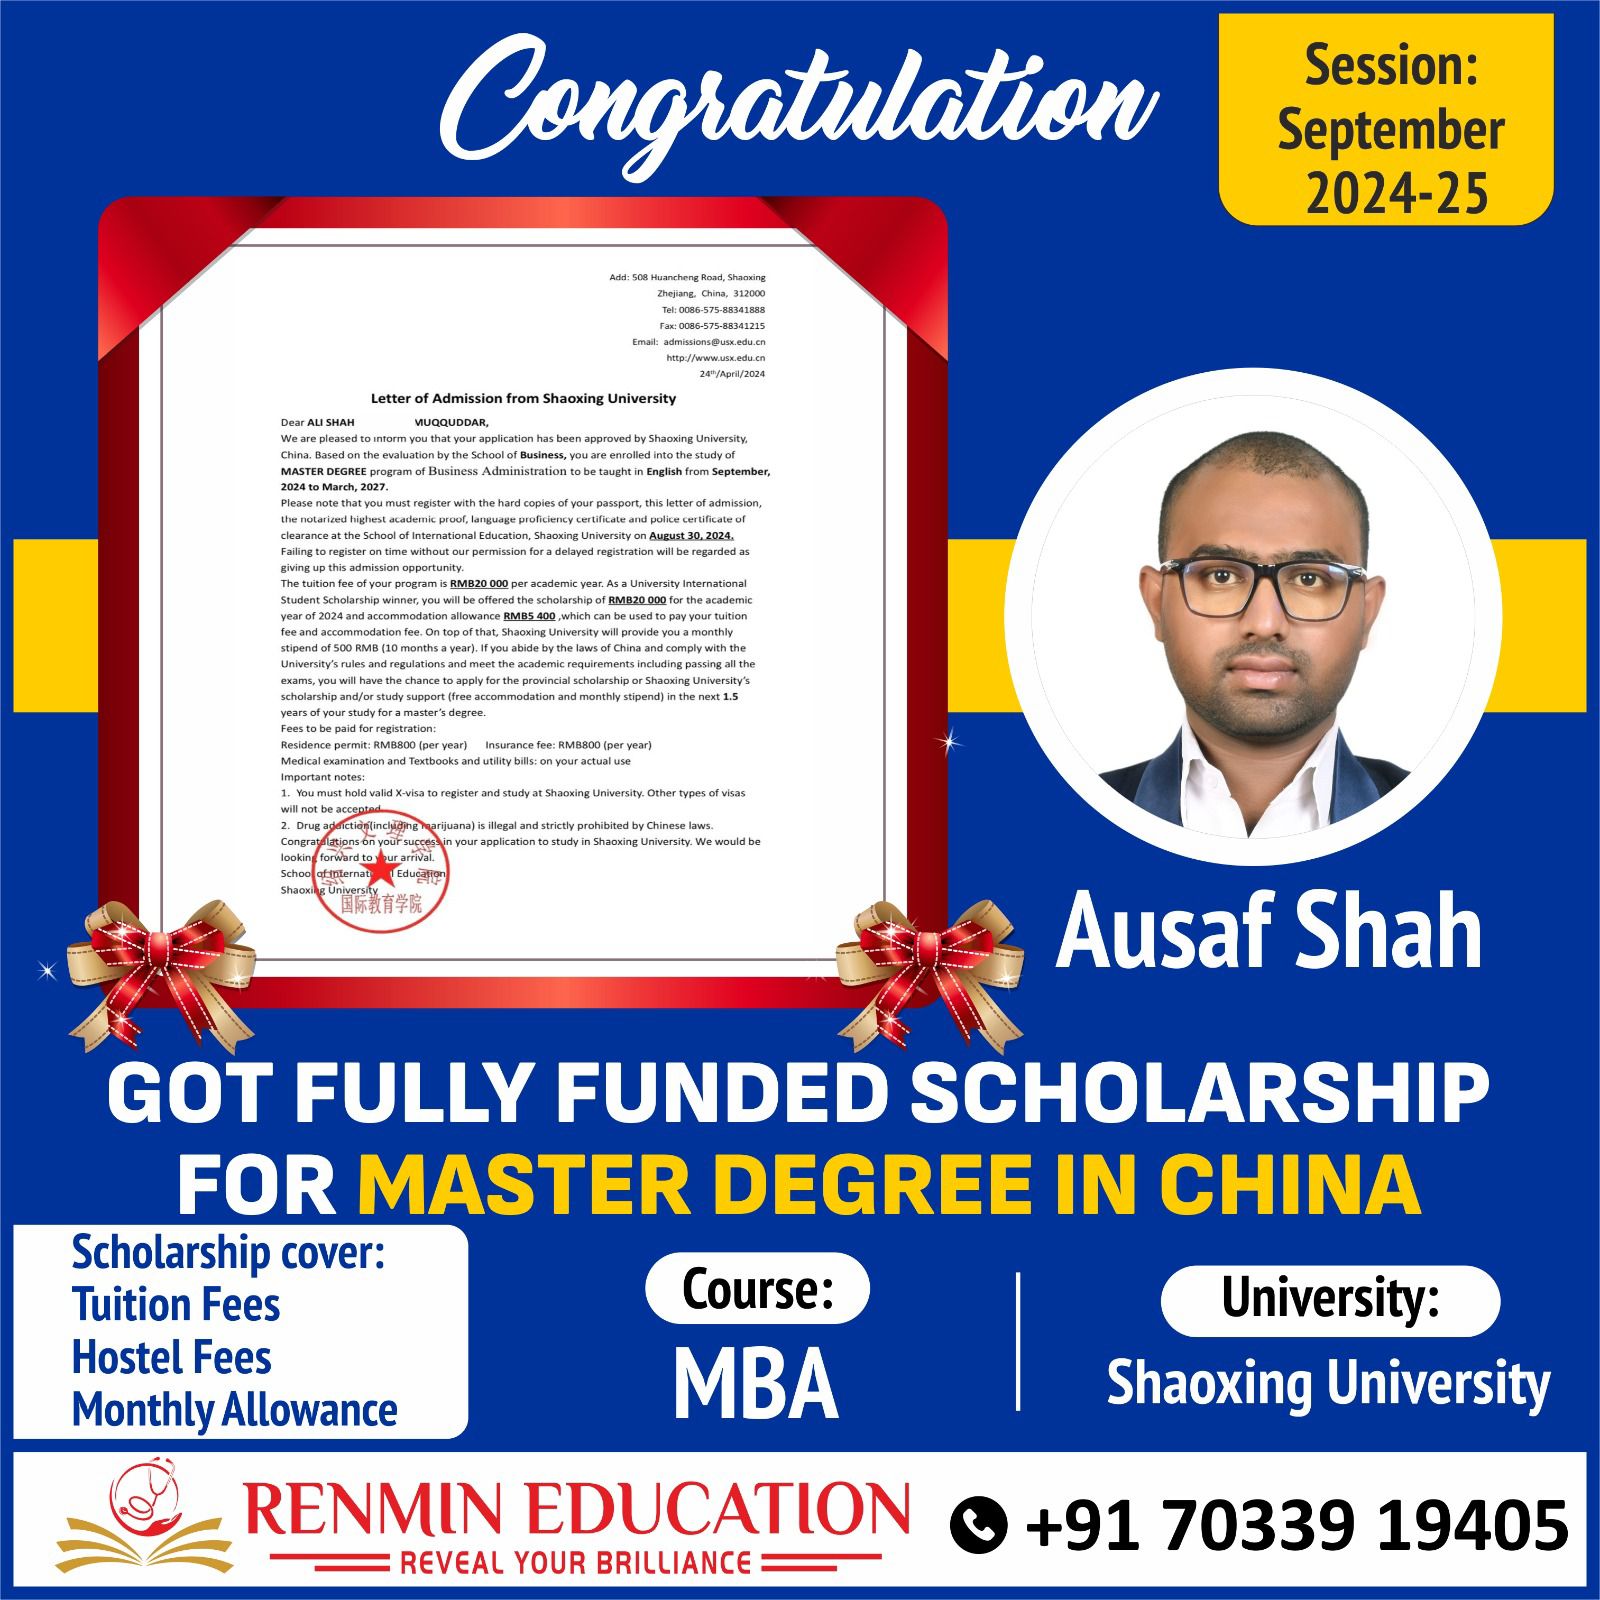 Congratulation
Session:
September
2024-25
Add: 508 Huancheng Road, Shaoxing
Zhejiang, China, 312000
Tel: 0086-575-88341888
Fax: 0086-575-88341215
Email: admissions@usx.edu.cn
http://www.usx.edu.cn
24th/April/2024
Letter of Admission from Shaoxing University
Dear ALI SHAH MUQQUDDAR,
We are pleased to inform you that your application has been approved by Shaoxing University,
China. Based on the evaluation by the School of Business, you are enrolled into the study of
MASTER DEGREE program of Business Administration to be taught in English from September,
2024 to March, 2027.
Please note that you must register with the hard copies of your passport, this letter of admission,
the notarized highest academic proof, language proficiency certificate and police certificate of
clearance at the School of International Education, Shaoxing University on August 30, 2024.
Failing to register on time without our permission for a delayed registration will be regarded as
giving up this admission opportunity.
The tuition fee of your program is RMB20 000 per academic year. As a University International
Student Scholarship winner, you will be offered the scholarship of RMB20 000 for the academic
year of 2024 and accommodation allowance RMB5 400 ,which can be used to pay your tuition
fee and accommodation fee. On top of that, Shaoxing University will provide you a monthly
stipend of 500 RMB (10 months a year). If you abide by the laws of China and comply with the
University's rules and regulations and meet the academic requirements including passing all the
exams, you will have the chance to apply for the provincial scholarship or Shaoxing University's
scholarship and/or study support (free accommodation and monthly stipend) in the next 1.5
years of your study for a master's degree.
Fees to be paid for registration:
Residence permit: RMB800 (per year) Insurance fee: RMB800 (per year)
Medical examination and Textbooks and utility bills: on your actual use
Important notes:
1. You must hold valid X-visa to register and study at Shaoxing University. Other types of visas
will not be accepted.
2. Drug addiction(including marijuana) is illegal and strictly prohibited by Chinese laws.
Congratulations on your success in your application to study in Shaoxing University. We would be
looking forward to your arrival.
School of International Education
Shaoxing University
绍兴文理学院
国际教育学院
Ausaf Shah
GOT FULLY FUNDED SCHOLARSHIP
FOR MASTER DEGREE IN CHINA
Scholarship cover:
Tuition Fees
Hostel Fees
Monthly Allowance
Course:
MBA
University:
Shaoxing University
RENMIN EDUCATION
REVEAL YOUR BRILLIANCE
+91 70339 19405